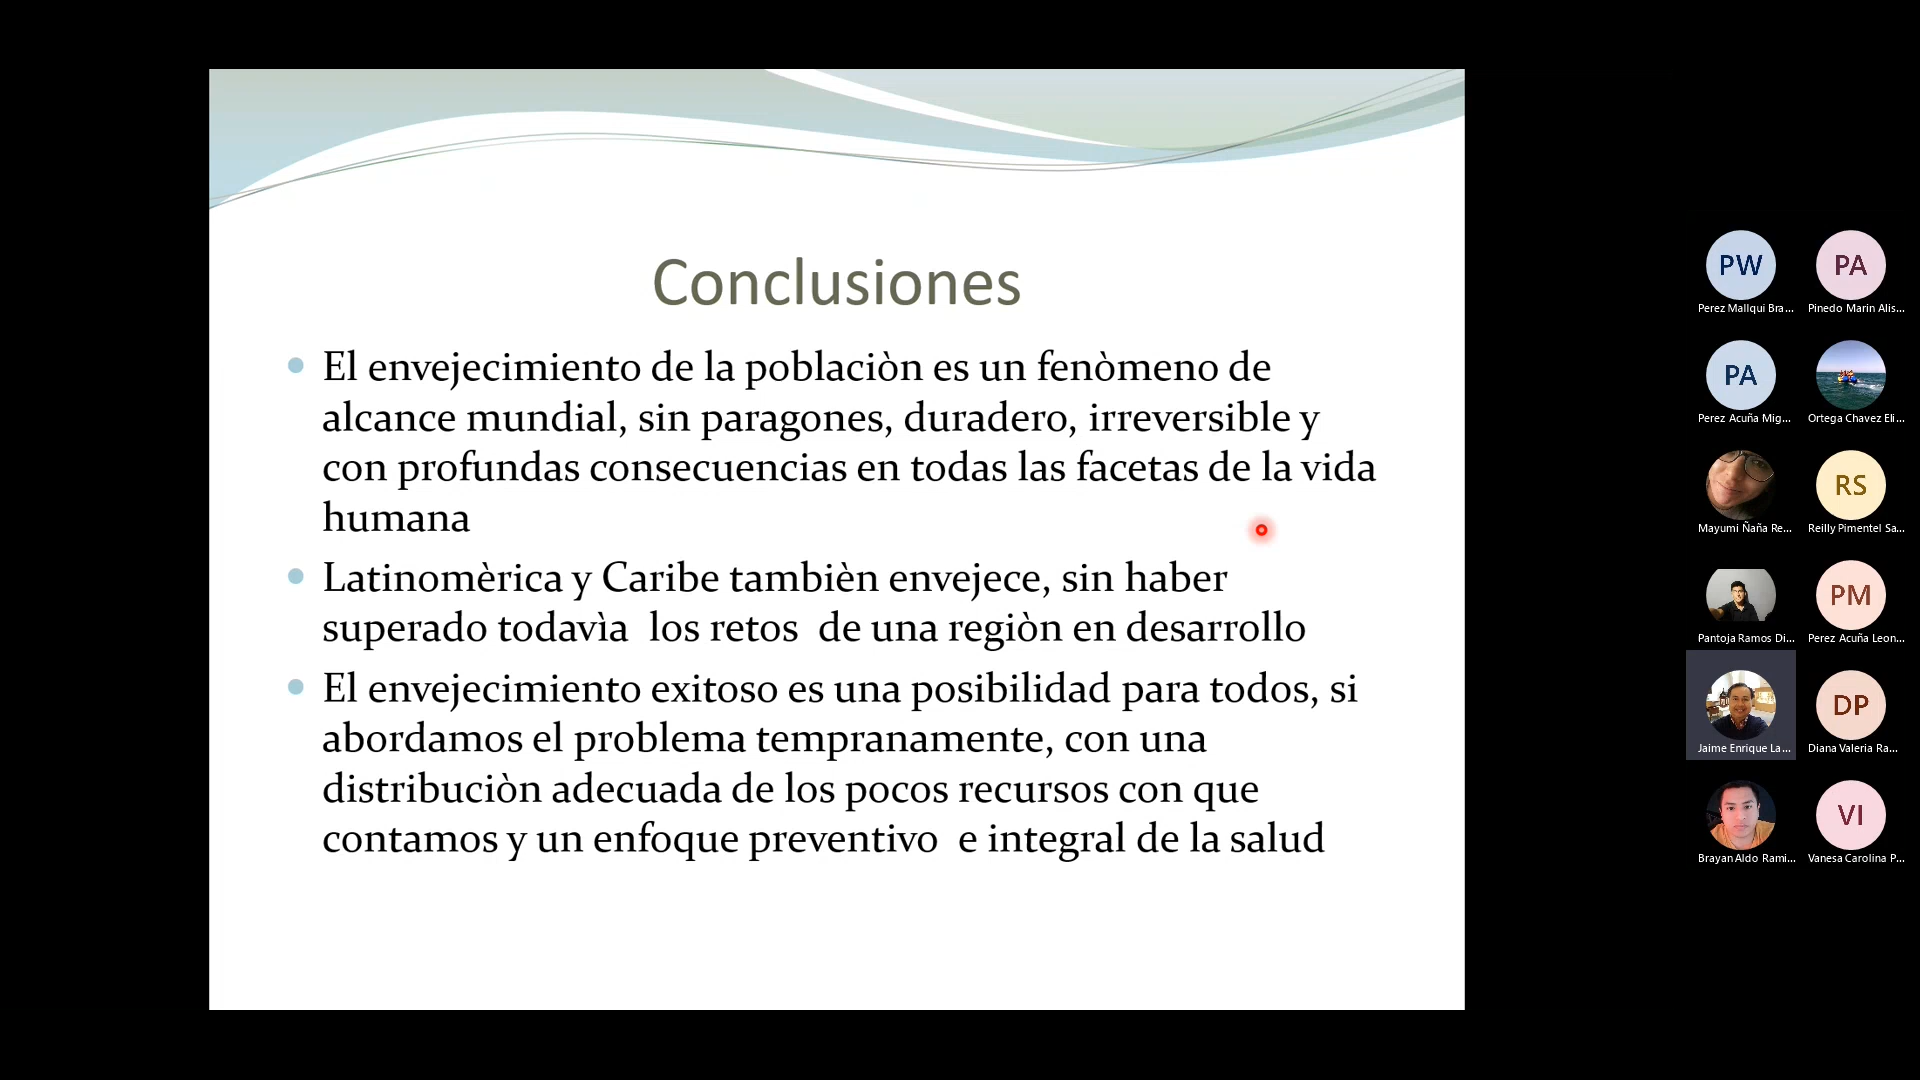 Conclusiones
El envejecimiento de la poblaciòn es un fenòmeno de
alcance mundial, sin paragones, duradero, irreversible y
con profundas consecuencias en todas las facetas de la vida
humana
Latinomèrica y Caribe tambièn envejece, sin haber
superado todavìa  los retos  de una regiòn en desarrollo
El envejecimiento exitoso es una posibilidad para todos, si
abordamos el problema tempranamente, con una
distribuciòn adecuada de los pocos recursos con que
contamos y un enfoque preventivo  e integral de la salud
PW
Perez Mallqui Bra...
PA
Pinedo Marin Alis...
PA
Perez Acuña Mig...
Ortega Chavez Eli...
Mayumi Ñaña Re...
RS
Reilly Pimentel Sa...
Pantoja Ramos Di...
PM
Perez Acuña Leon...
Jaime Enrique La...
DP
Diana Valeria Ra...
Brayan Aldo Rami...
VI
Vanesa Carolina P...